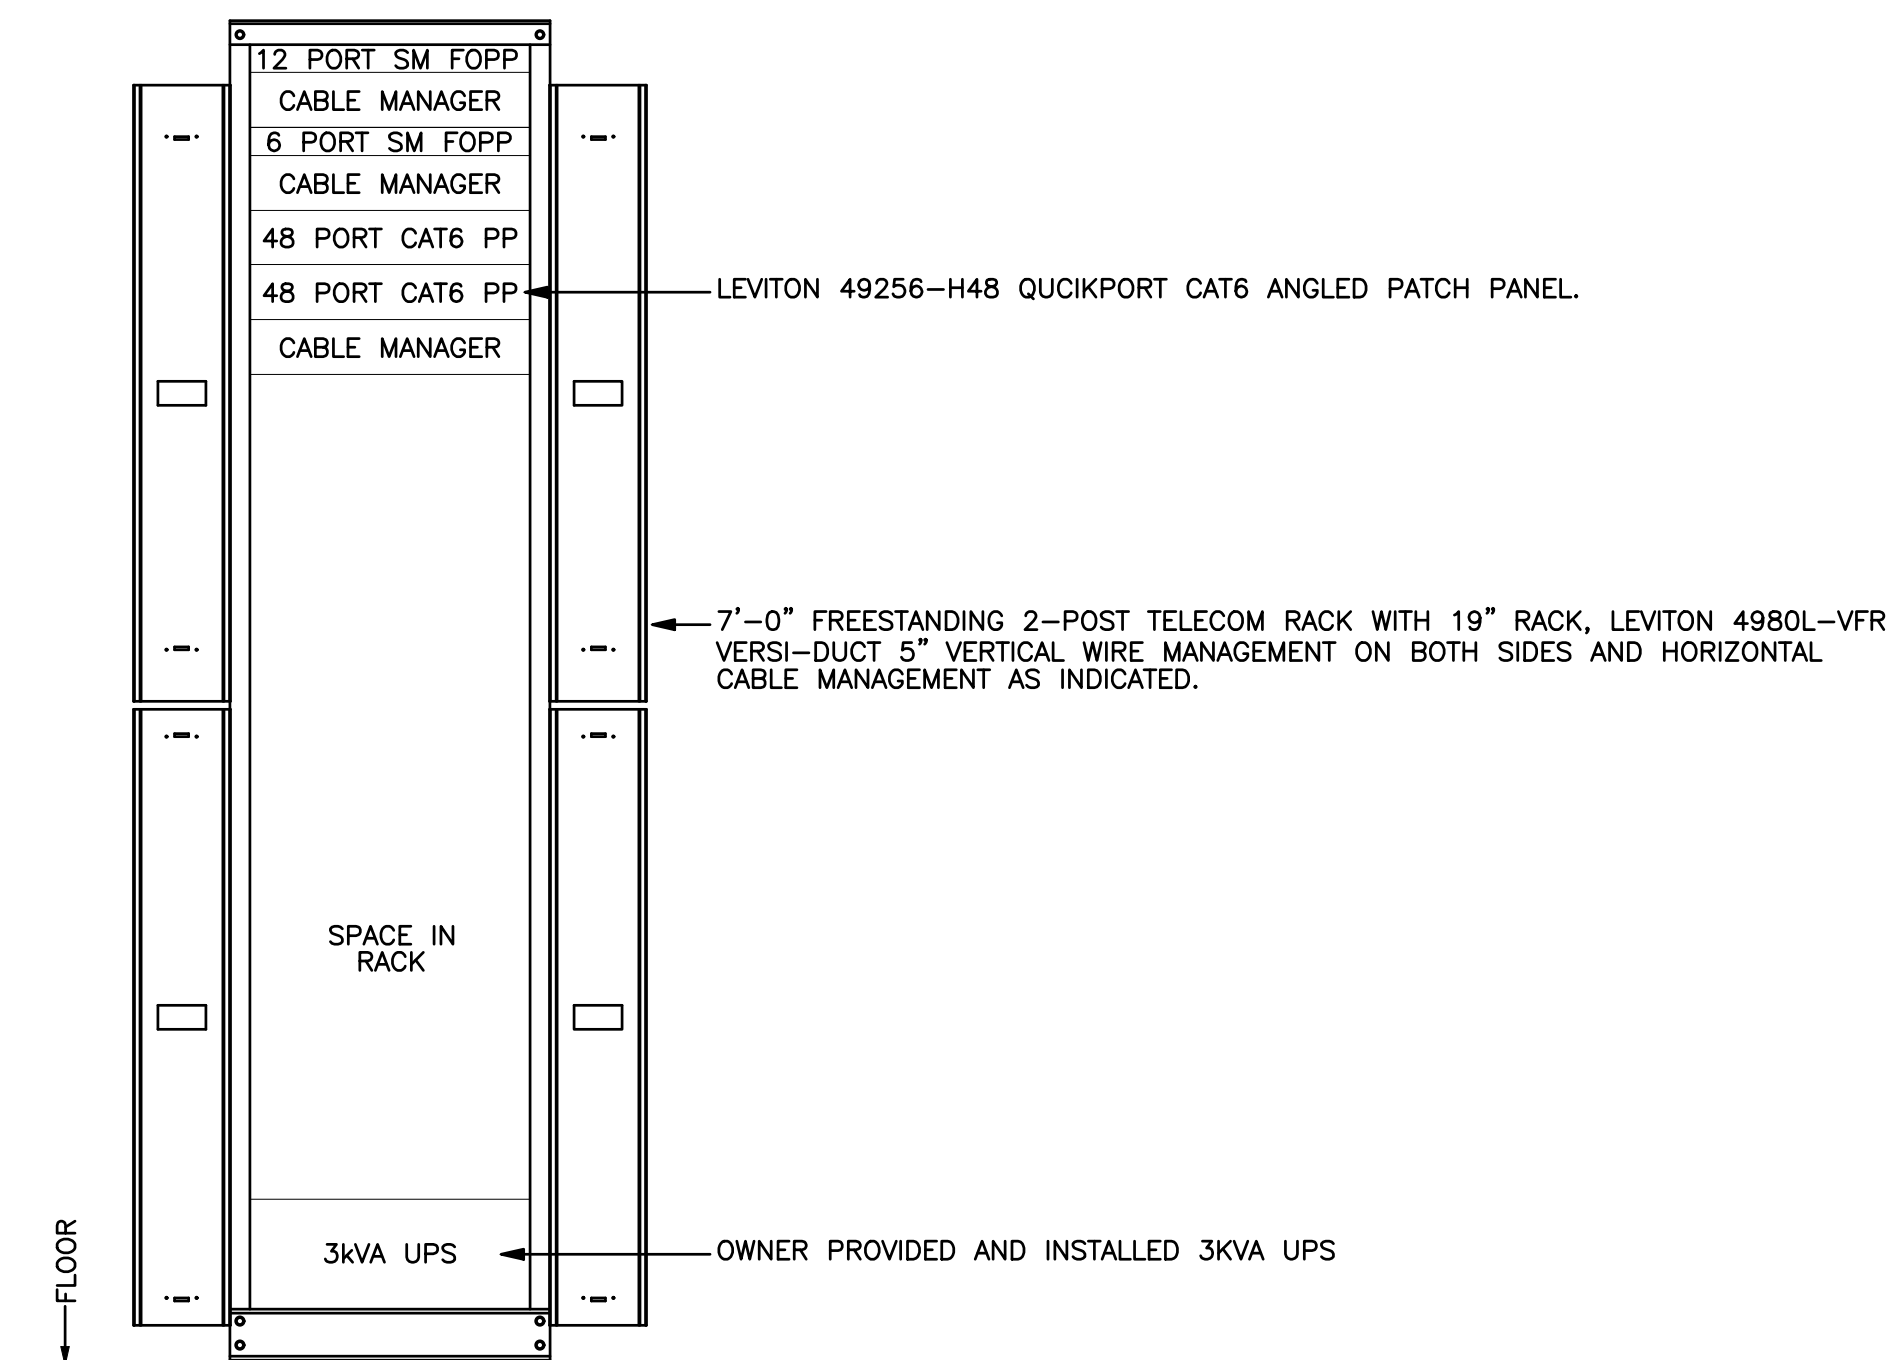 12 PORT SM FOPP
CABLE MANAGER
6 PORT SM FOPP
CABLE MANAGER
48 PORT CAT6 PP
48 PORT CAT6 PP
LEVITON 49256-H48 QUCIKPORT CAT6 ANGLED PATCH PANEL.
CABLE MANAGER
7'-0" FREESTANDING 2-POST TELECOM RACK WITH 19" RACK, LEVITON 4980L-VFR
VERSI-DUCT 5" VERTICAL WIRE MANAGEMENT ON BOTH SIDES AND HORIZONTAL
CABLE MANAGEMENT AS INDICATED.
SPACE IN
RACK
3kVA UPS
OWNER PROVIDED AND INSTALLED 3KVA UPS
FLOOR